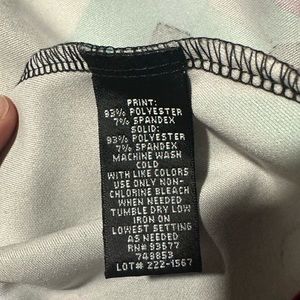 PRINT:
93% POLYESTER
7% SPANDEX
SOLID:
93% POLYESTER
7% SPANDEX
MACHINE WASH
COLD
WITH LIKE COLORS
USE ONLY NON-
CHLORINE BLEACH
WHEN NEEDED
TUMBLE DRY LOW
IRON ON
LOWEST SETTING
AS NEEDED
RN# 93677
749853
LOT# 222-1567